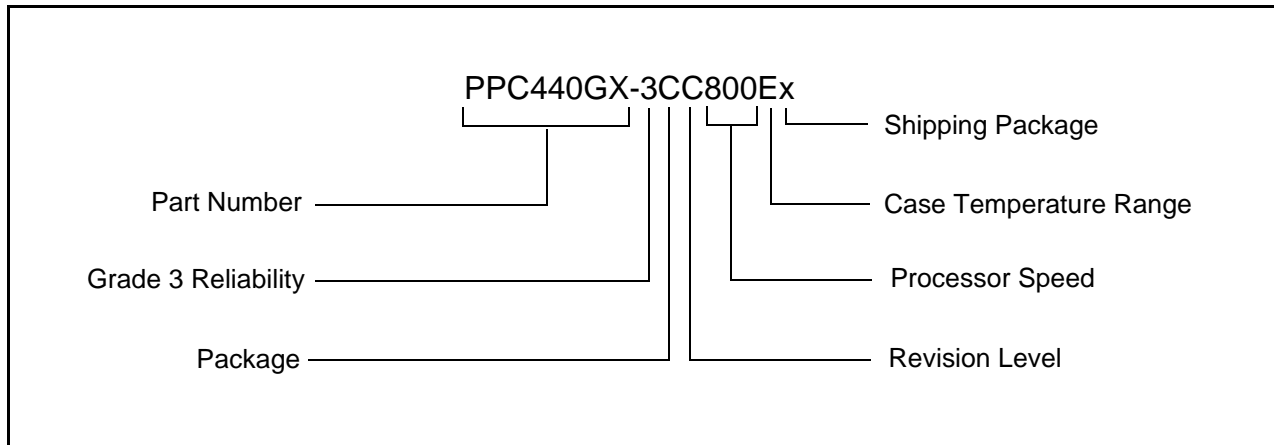 PPC440GX-3CC800Ex
Shipping Package
Part Number
Case Temperature Range
Grade 3 Reliability
Processor Speed
Package
Revision Level